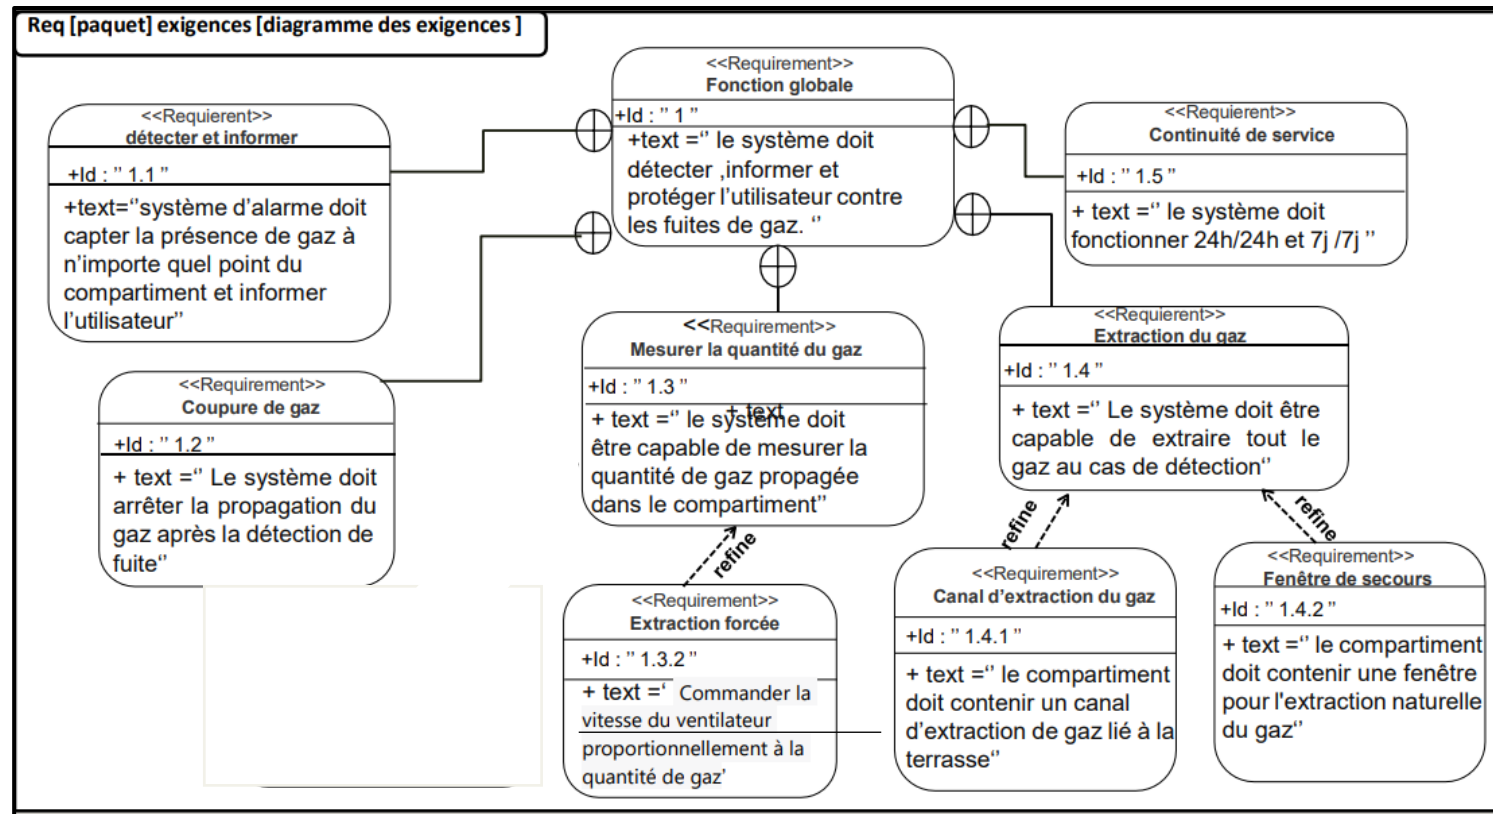 Req [paquet] exigences [diagramme des exigences ]
<<Requirement>>
Fonction globale
+Id : '' 1 ''
+text ='' le système doit
détecter ,informer et
protéger l'utilisateur contre
les fuites de gaz. ''
<<Requierent>>
détecter et informer
+Id : '' 1.1 ''
+text=''système d'alarme doit
capter la présence de gaz à
n'importe quel point du
compartiment et informer
l'utilisateur''
<<Requierent>>
Continuité de service
+Id : '' 1.5 ''
+ text ='' le système doit
fonctionner 24h/24h et 7j /7j ''
<<Requirement>>
Coupure de gaz
+Id : '' 1.2 ''
+ text ='' Le système doit
arrêter la propagation du
gaz après la détection de
fuite''
<<Requirement>>
Mesurer la quantité du gaz
+Id : '' 1.3 ''
+ text
+ text ='' le système doit
être capable de mesurer la
quantité de gaz propagée
dans le compartiment''
<<Requierent>>
Extraction du gaz
+Id : '' 1.4 ''
+ text ='' Le système doit être
capable de extraire tout le
gaz au cas de détection''
refine
refine
refine
<<Requirement>>
Extraction forcée
+Id : '' 1.3.2 ''
+ text =' Commander la
vitesse du ventilateur
proportionnellement à la
quantité de gaz'
<<Requirement>>
Canal d'extraction du gaz
+Id : '' 1.4.1 ''
+ text ='' le compartiment
doit contenir un canal
d'extraction de gaz lié à la
terrasse''
<<Requirement>>
Fenêtre de secours
+Id : '' 1.4.2 ''
+ text ='' le compartiment
doit contenir une fenêtre
pour l'extraction naturelle
du gaz''